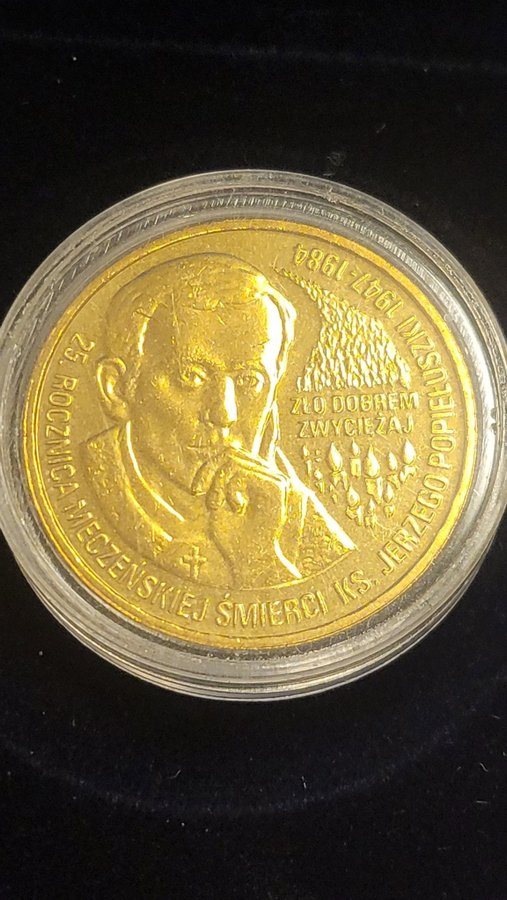 25 ROCZNICA MĘCZEŃSKIEJ ŚMIERCI KS. JERZEGO POPIEŁUSZKI 1947-1984
ZŁO DOBREM
ZWYCIĘŻAJ